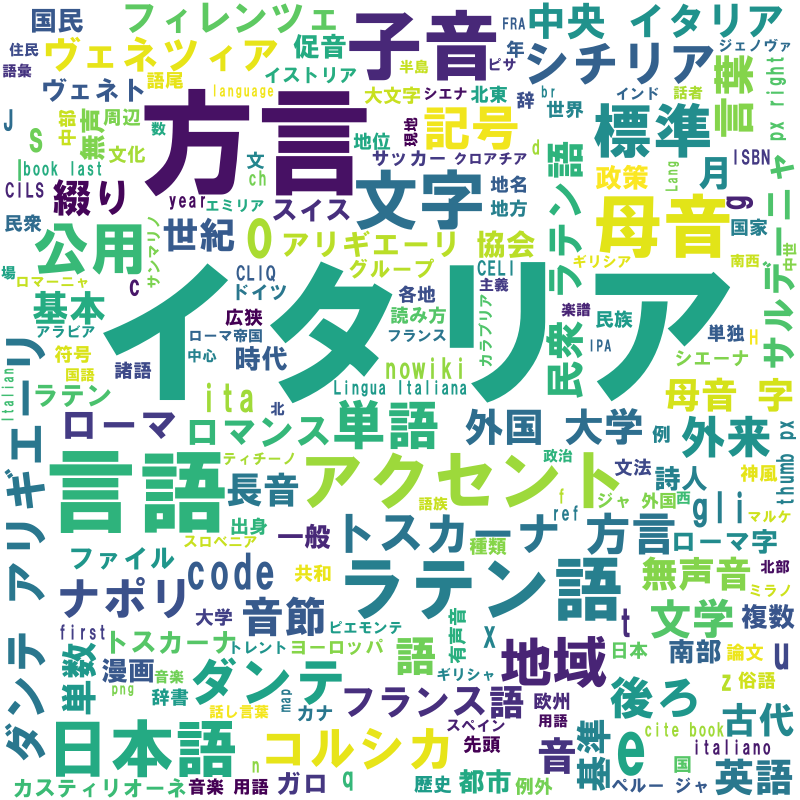 国民
フィレンツェ
子音
FRA
中央 イタリア
住民
ヴェネツィア
促音
年
シチリア
ジェノヴァ
語彙
語尾
イストリア
半島
ピサ
言葉
px right
ヴェネト
language
大文字
シエナ
北東
辞
br
インド
話者
J
s
中部
無声
周辺
方言
地位
現地
記号
世界
標準
文化
数
サッカー
クロアチア
d
ISBN
book last
文
ch
地名
ラテン語
政策
Lang
月
CILS
綴り
year
エミリア
スイス
文字
地方
母音
g
サルデーニャ
民衆
世紀
o
アリギエーリ
協会
国家
公用
サンマリノ
グループ
CELI
ギリシア
南西
中世
場
ロマーニャ
c
CLIQ
ドイツ
各地
主義
イタリア
基本
広狭
読み方
カラブリア
楽譜
民族
単独
H
アラビア
ローマ帝国
フランス
民衆
IPA
シエーナ
符号
国語
諸語
中心
時代
nowiki
Italian
ラテン
ita
北
Lingua Italiana
母音 字
ローマ
ロマンス
単語
外国
大学
例
外来
thumb px
ダンテ アリギエーリ
言語
ティチーノ
アクセント
政治
文法
詩人
神風
長音
語族
f
ジャ
外国
西
gli
マルケ
出身
ref
スロベニア
一般
トスカーナ
種類
方言
ローマ字
ファイル
code
共和
ラテン語
無声音
北部
ミラノ
ナポリ
大学
音節
ピエモンテ
有声音
x
t
文学
複数
first
トスカーナ
トレント
ヨーロッパ
語
地域
日本
南部
論文
u
単数
漫画
音楽
ダンテ
ギリシャ
z
俗語
png
辞書
話し言葉
map
カナ
フランス語
欧州
用語
後ろ
古代
日本語
n
コルシカ
スペイン
先頭
音
基準
e
cite book
italiano
国
カスティリオーネ
音楽 用語
ガロ
q
歴史
都市
例外
ペルー ジャ
英語